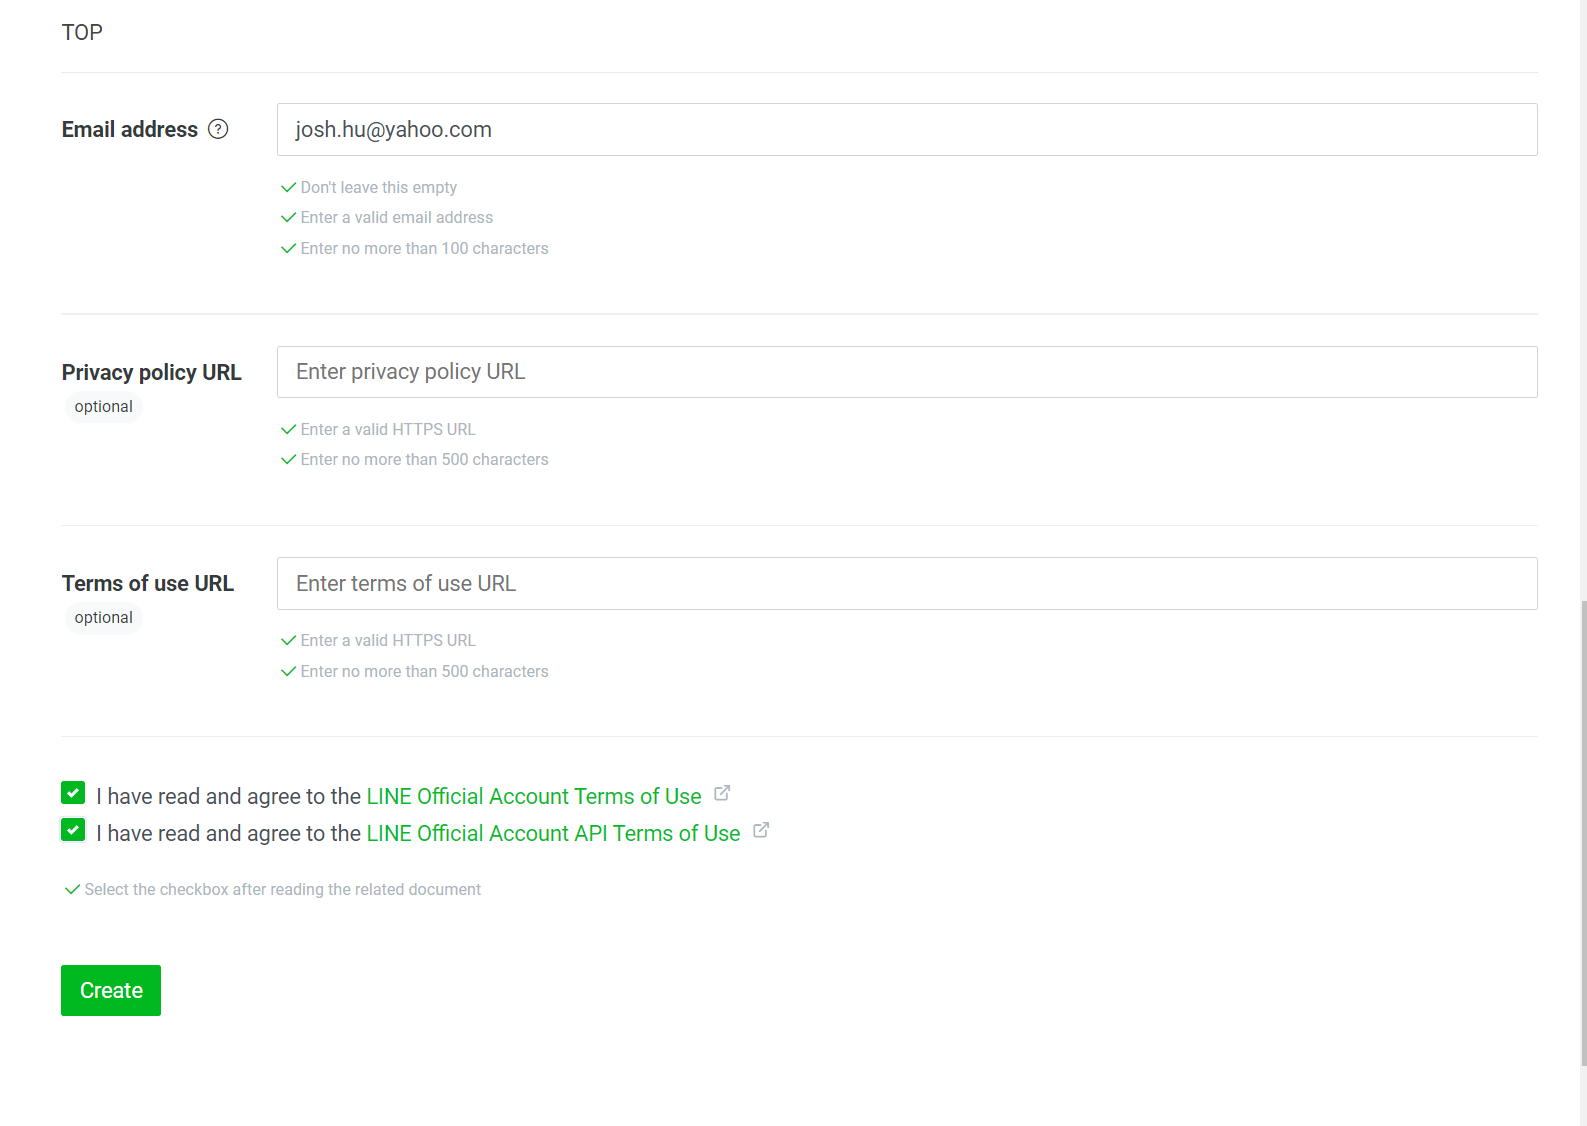 TOP
Email address ?
josh.hu@yahoo.com
Don't leave this empty
Enter a valid email address
Enter no more than 100 characters
Privacy policy URL
optional
Enter privacy policy URL
Enter a valid HTTPS URL
Enter no more than 500 characters
Terms of use URL
optional
Enter terms of use URL
Enter a valid HTTPS URL
Enter no more than 500 characters
I have read and agree to the LINE Official Account Terms of Use
I have read and agree to the LINE Official Account API Terms of Use
Select the checkbox after reading the related document
Create